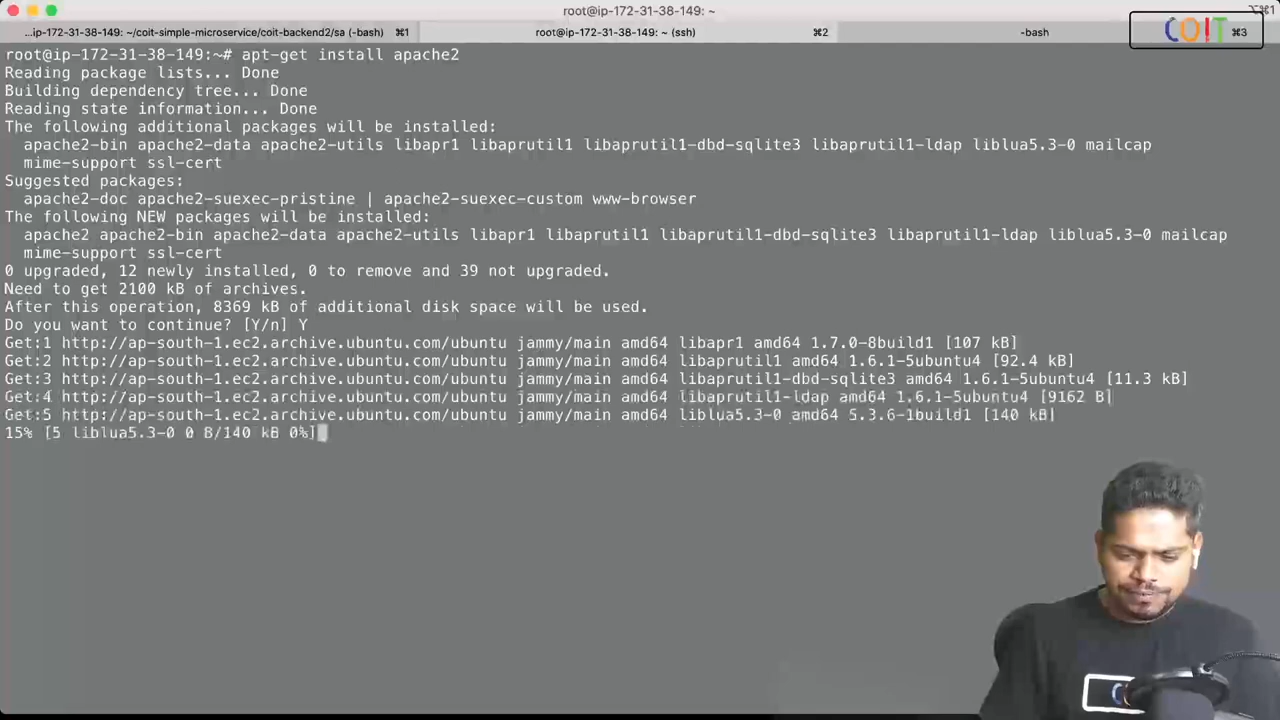 root@ip-172-31-38-149: ~
⌥⌘1
...ip-172-31-38-149: ~/coit-simple-microservice/coit-backend2/sa (-bash) ⌘1
root@ip-172-31-38-149: ~ (ssh) ⌘2
-bash ⌘3
COIT
root@ip-172-31-38-149:~# apt-get install apache2
Reading package lists... Done
Building dependency tree... Done
Reading state information... Done
The following additional packages will be installed:
apache2-bin apache2-data apache2-utils libapr1 libaprutil1 libaprutil1-dbd-sqlite3 libaprutil1-ldap liblua5.3-0 mailcap
mime-support ssl-cert
Suggested packages:
apache2-doc apache2-suexec-pristine | apache2-suexec-custom www-browser
The following NEW packages will be installed:
apache2 apache2-bin apache2-data apache2-utils libapr1 libaprutil1 libaprutil1-dbd-sqlite3 libaprutil1-ldap liblua5.3-0 mailcap
mime-support ssl-cert
0 upgraded, 12 newly installed, 0 to remove and 39 not upgraded.
Need to get 2100 kB of archives.
After this operation, 8369 kB of additional disk space will be used.
Do you want to continue? [Y/n] Y
Get:1 http://ap-south-1.ec2.archive.ubuntu.com/ubuntu jammy/main amd64 libapr1 amd64 1.7.0-8build1 [107 kB]
Get:2 http://ap-south-1.ec2.archive.ubuntu.com/ubuntu jammy/main amd64 libaprutil1 amd64 1.6.1-5ubuntu4 [92.4 kB]
Get:3 http://ap-south-1.ec2.archive.ubuntu.com/ubuntu jammy/main amd64 libaprutil1-dbd-sqlite3 amd64 1.6.1-5ubuntu4 [11.3 kB]
Get:4 http://ap-south-1.ec2.archive.ubuntu.com/ubuntu jammy/main amd64 libaprutil1-ldap amd64 1.6.1-5ubuntu4 [9162 B]
Get:5 http://ap-south-1.ec2.archive.ubuntu.com/ubuntu jammy/main amd64 liblua5.3-0 amd64 5.3.6-1build1 [140 kB]
15% [5 liblua5.3-0 0 B/140 kB 0%]